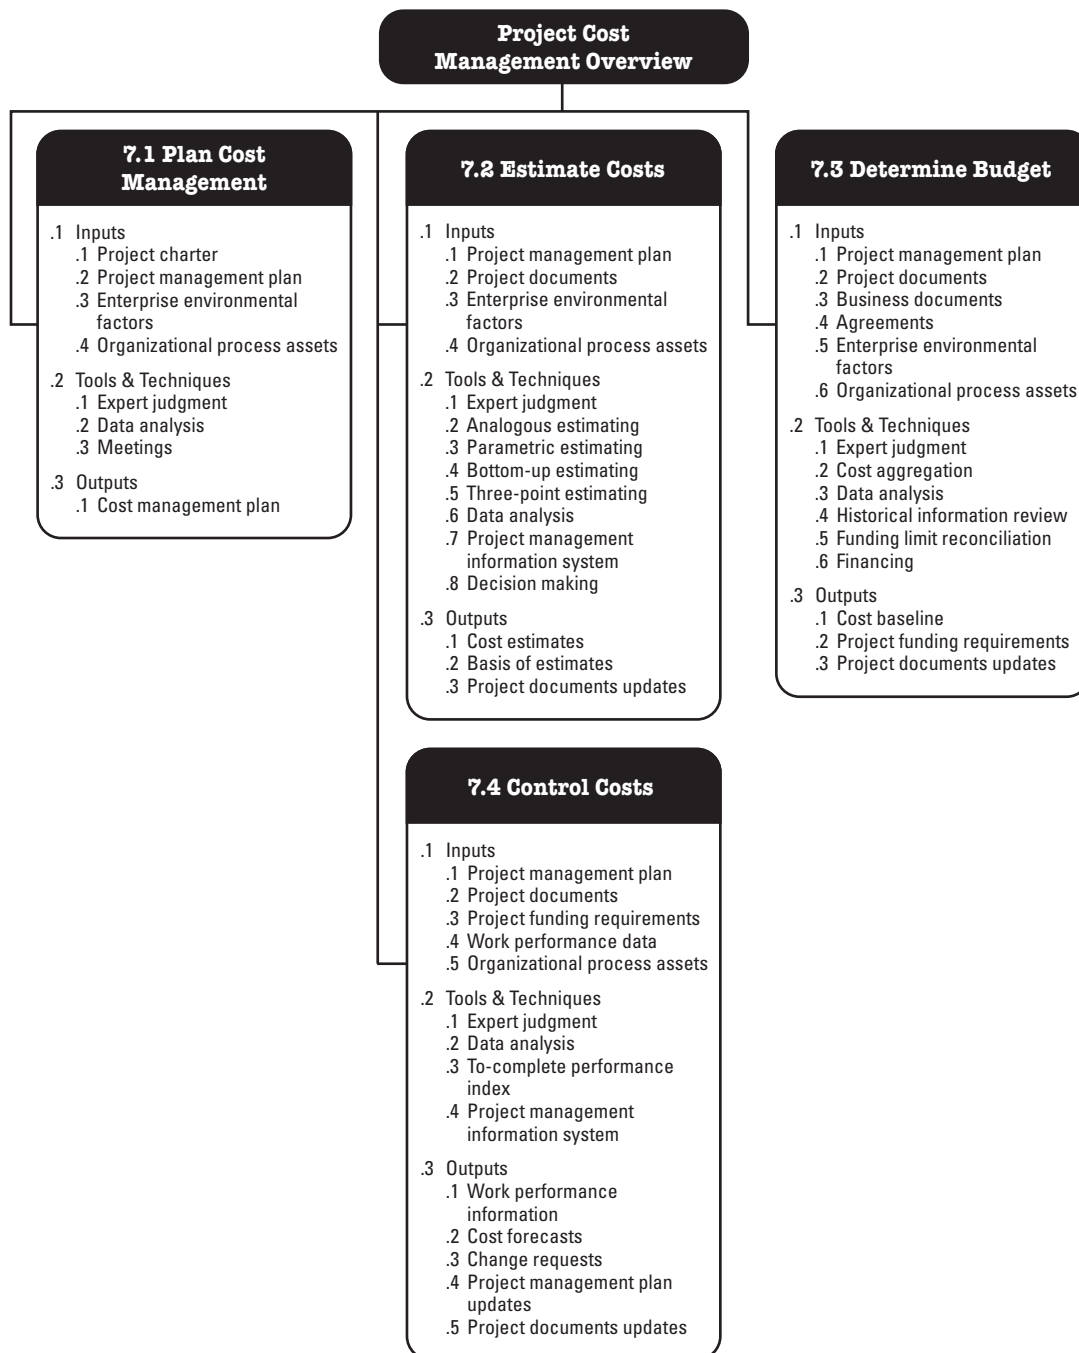 Project Cost
Management Overview
7.1 Plan Cost
Management
.1 Inputs
.1 Project charter
.2 Project management plan
.3 Enterprise environmental
factors
.4 Organizational process assets
.2 Tools & Techniques
.1 Expert judgment
.2 Data analysis
.3 Meetings
.3 Outputs
.1 Cost management plan
7.2 Estimate Costs
.1 Inputs
.1 Project management plan
.2 Project documents
.3 Enterprise environmental
factors
.4 Organizational process assets
.2 Tools & Techniques
.1 Expert judgment
.2 Analogous estimating
.3 Parametric estimating
.4 Bottom-up estimating
.5 Three-point estimating
.6 Data analysis
.7 Project management
information system
.8 Decision making
.3 Outputs
.1 Cost estimates
.2 Basis of estimates
.3 Project documents updates
7.3 Determine Budget
.1 Inputs
.1 Project management plan
.2 Project documents
.3 Business documents
.4 Agreements
.5 Enterprise environmental
factors
.6 Organizational process assets
.2 Tools & Techniques
.1 Expert judgment
.2 Cost aggregation
.3 Data analysis
.4 Historical information review
.5 Funding limit reconciliation
.6 Financing
.3 Outputs
.1 Cost baseline
.2 Project funding requirements
.3 Project documents updates
7.4 Control Costs
.1 Inputs
.1 Project management plan
.2 Project documents
.3 Project funding requirements
.4 Work performance data
.5 Organizational process assets
.2 Tools & Techniques
.1 Expert judgment
.2 Data analysis
.3 To-complete performance
index
.4 Project management
information system
.3 Outputs
.1 Work performance
information
.2 Cost forecasts
.3 Change requests
.4 Project management plan
updates
.5 Project documents updates